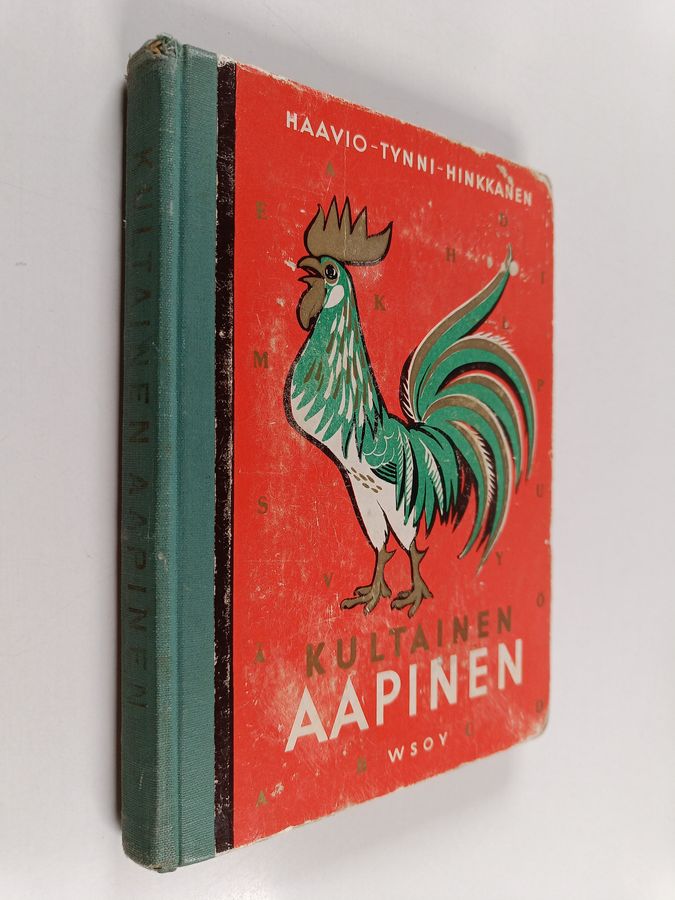 KULTAINEN AAPINEN
HAAVIO-TYNNI-HINKKANEN
A
E
D
H
I
K
L
M
P
S
U
V
Y
Ö
Ä
KULTAINEN
AAPINEN
WSOY
A
B
C
D